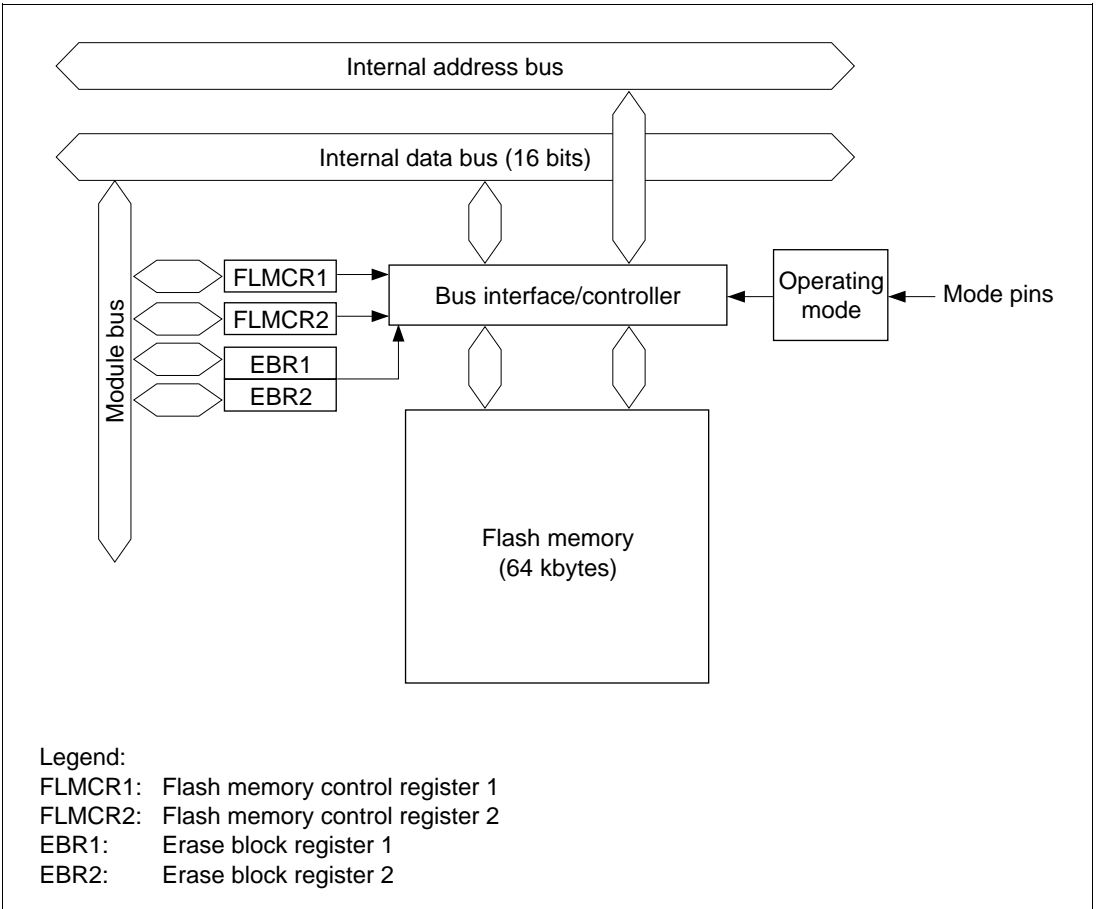 Internal address bus
Internal data bus (16 bits)
Module bus
FLMCR1
FLMCR2
EBR1
EBR2
Bus interface/controller
Operating
mode
Mode pins
Flash memory
(64 kbytes)
Legend:
FLMCR1: Flash memory control register 1
FLMCR2: Flash memory control register 2
EBR1: Erase block register 1
EBR2: Erase block register 2